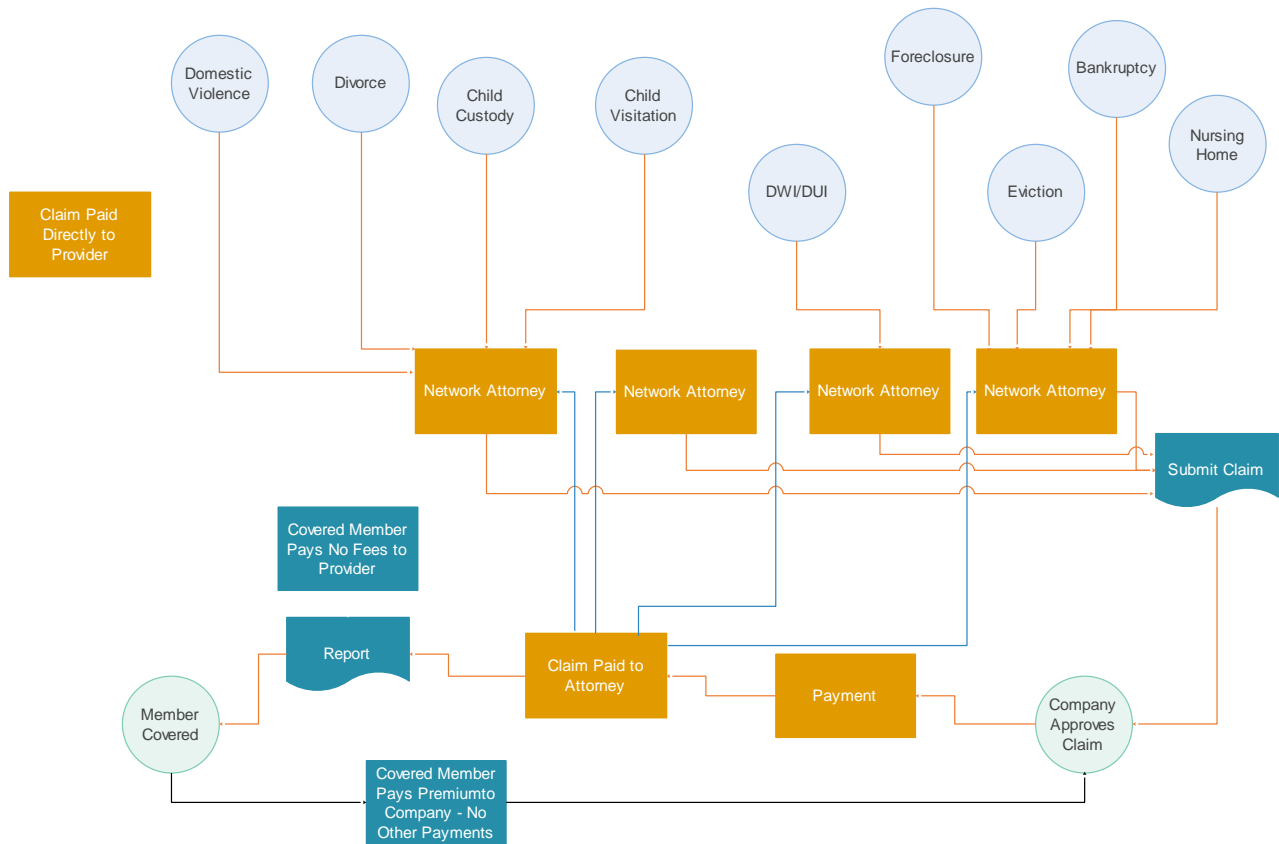 Domestic
Violence
Divorce
Child
Custody
Child
Visitation
Foreclosure
Bankruptcy
Nursing
Home
DWI/DUI
Eviction
Claim Paid
Directly to
Provider
Network Attorney
Network Attorney
Network Attorney
Network Attorney
Submit Claim
Covered Member
Pays No Fees to
Provider
Report
Claim Paid to
Attorney
Payment
Member
Covered
Company
Approves
Claim
Covered Member
Pays Premiumto
Company - No
Other Payments